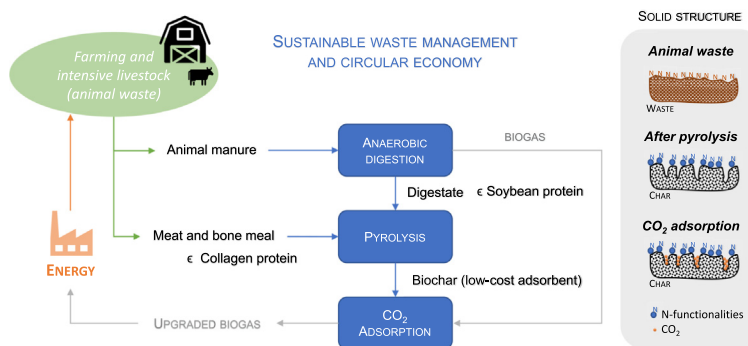 SUSTAINABLE WASTE MANAGEMENT
AND CIRCULAR ECONOMY
Farming and
intensive livestock
(animal waste)
Animal manure
ANAEROBIC
DIGESTION
BIOGAS
Digestate
ϵ Soybean protein
Meat and bone meal
ϵ Collagen protein
PYROLYSIS
Biochar (low-cost adsorbent)
ENERGY
UPGRADED BIOGAS
CO2
ADSORPTION
SOLID STRUCTURE
Animal waste
N N N N N N N N N N
WASTE
After pyrolysis
N N N N N N N N
CHAR
CO2 adsorption
N N N N N N N N
CHAR
N
N-functionalities
CO2